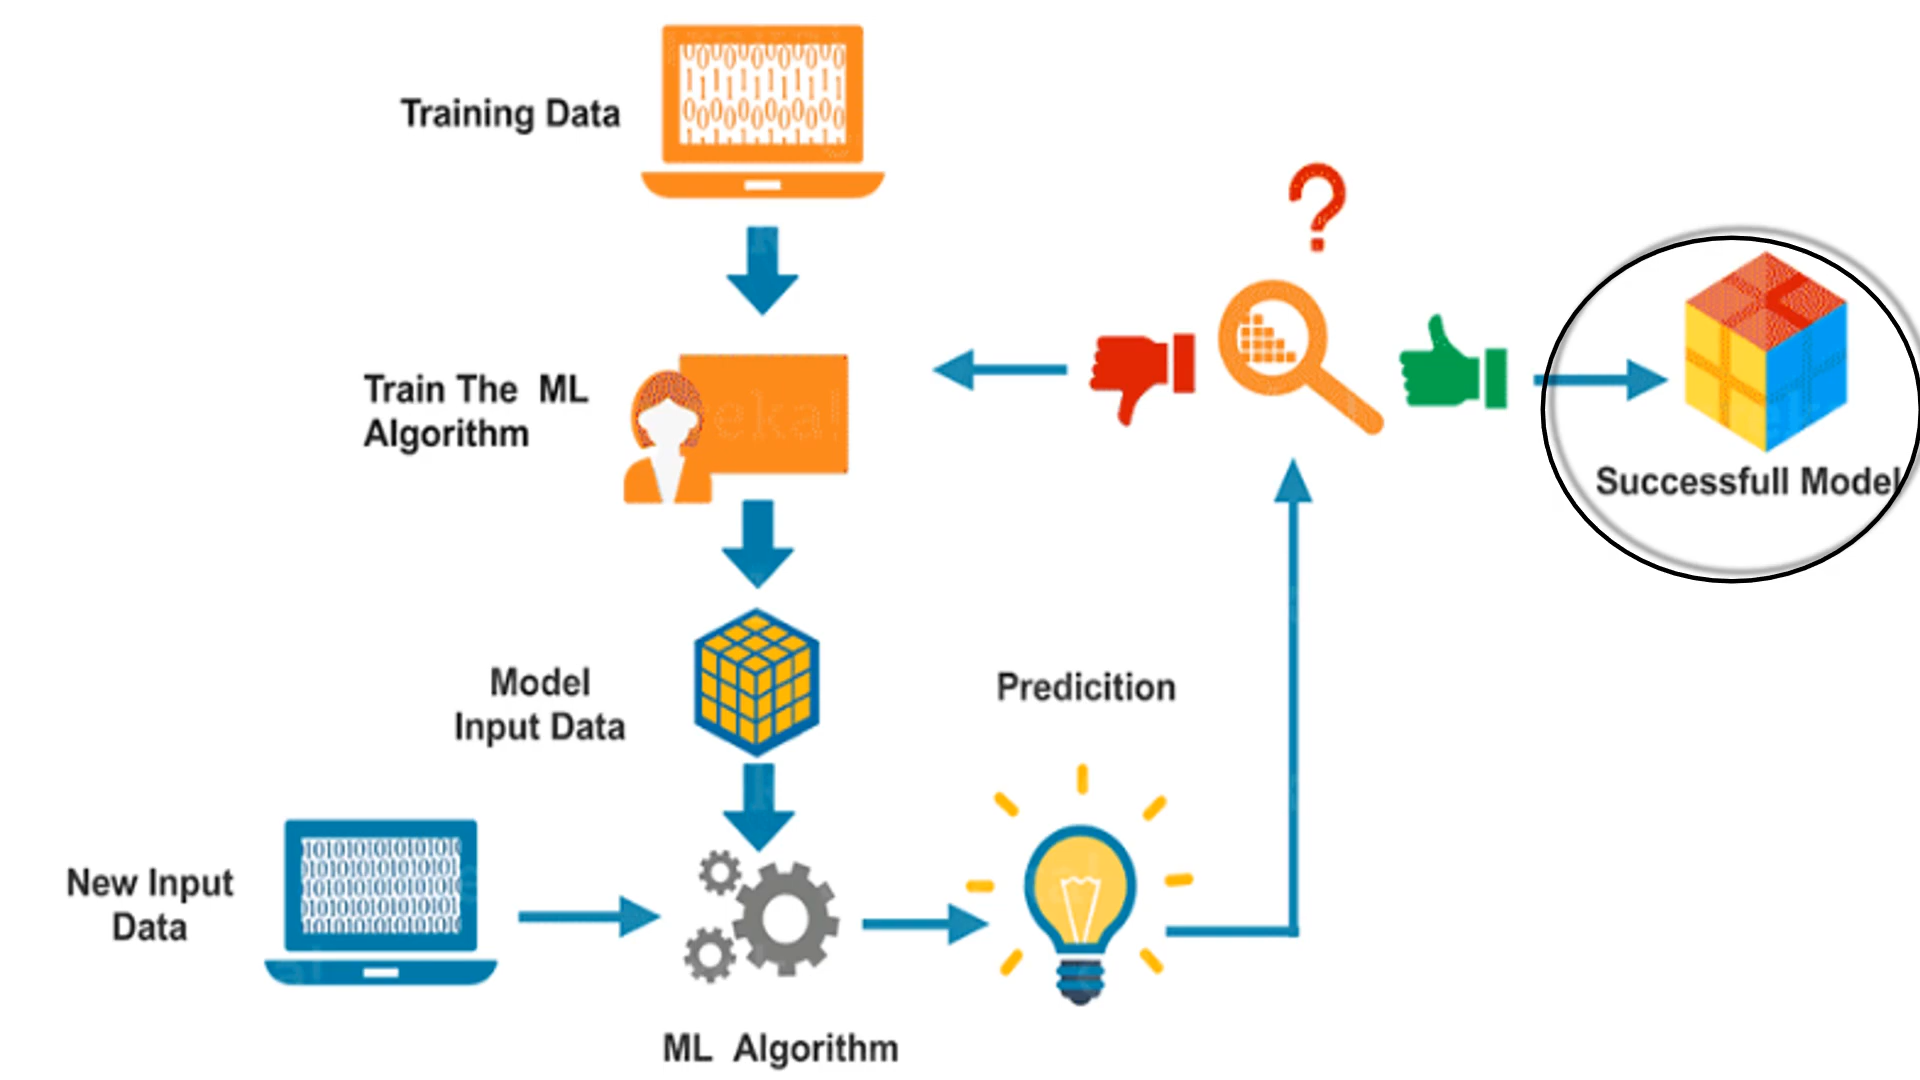 Training Data
Train The ML
Algorithm
Model
Input Data
New Input
Data
ML Algorithm
Predicition
?
Successfull Model